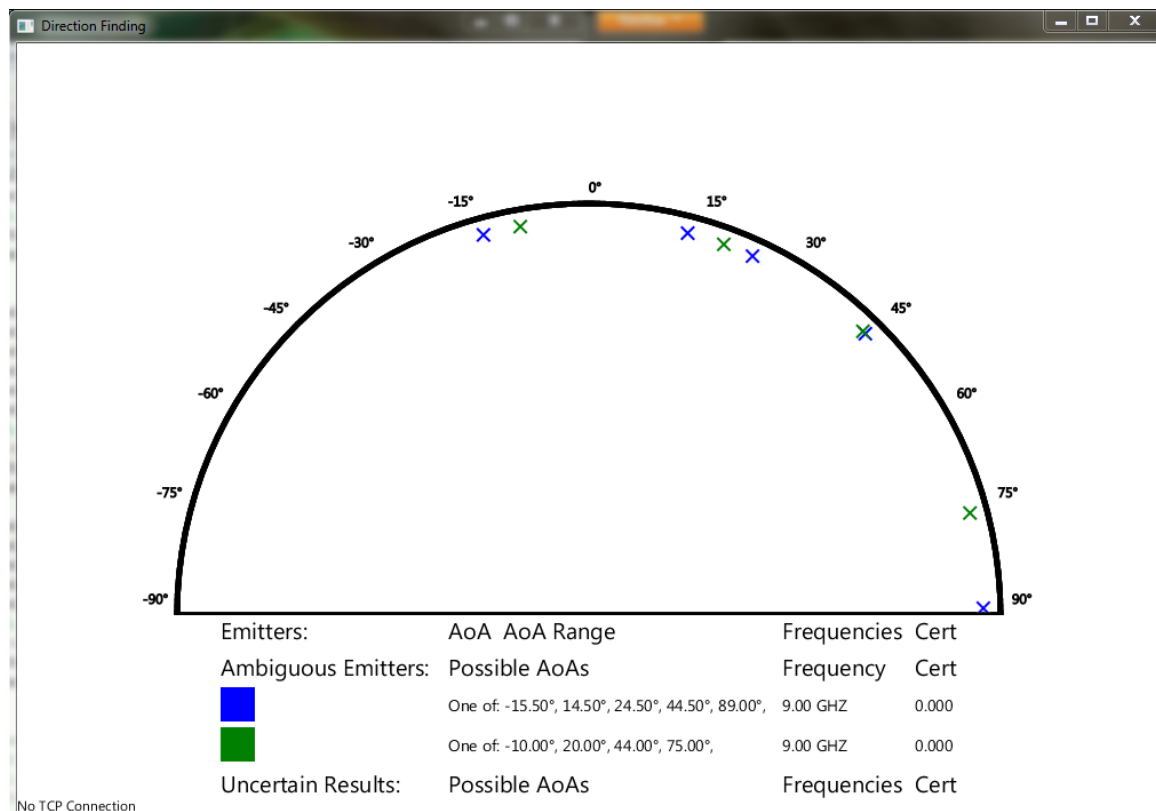 Direction Finding
0°
-15° 15°
-30° 30°
-45° 45°
-60° 60°
-75° 75°
-90° 90°
Emitters: AoA AoA Range Frequencies Cert
Ambiguous Emitters: Possible AoAs Frequency Cert
One of: -15.50°, 14.50°, 24.50°, 44.50°, 89.00°, 9.00 GHZ 0.000
One of: -10.00°, 20.00°, 44.00°, 75.00°, 9.00 GHZ 0.000
Uncertain Results: Possible AoAs Frequencies Cert
No TCP Connection